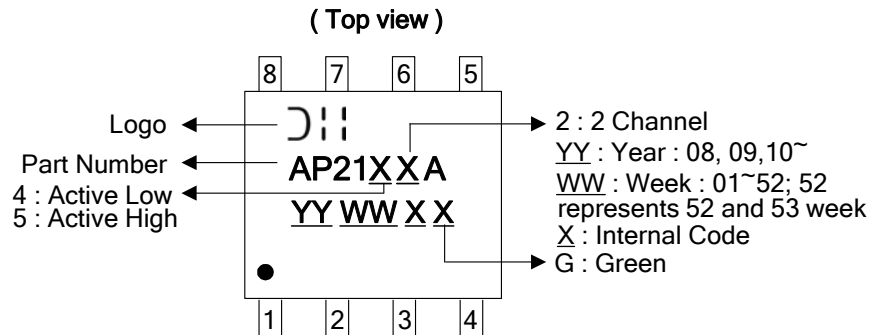 ( Top view )
8 7 6 5
Logo
Part Number
4 : Active Low
5 : Active High
AP21XXA
YY WW X X
2 : 2 Channel
YY : Year : 08, 09,10~
WW : Week : 01~52; 52
represents 52 and 53 week
X : Internal Code
G : Green
1 2 3 4